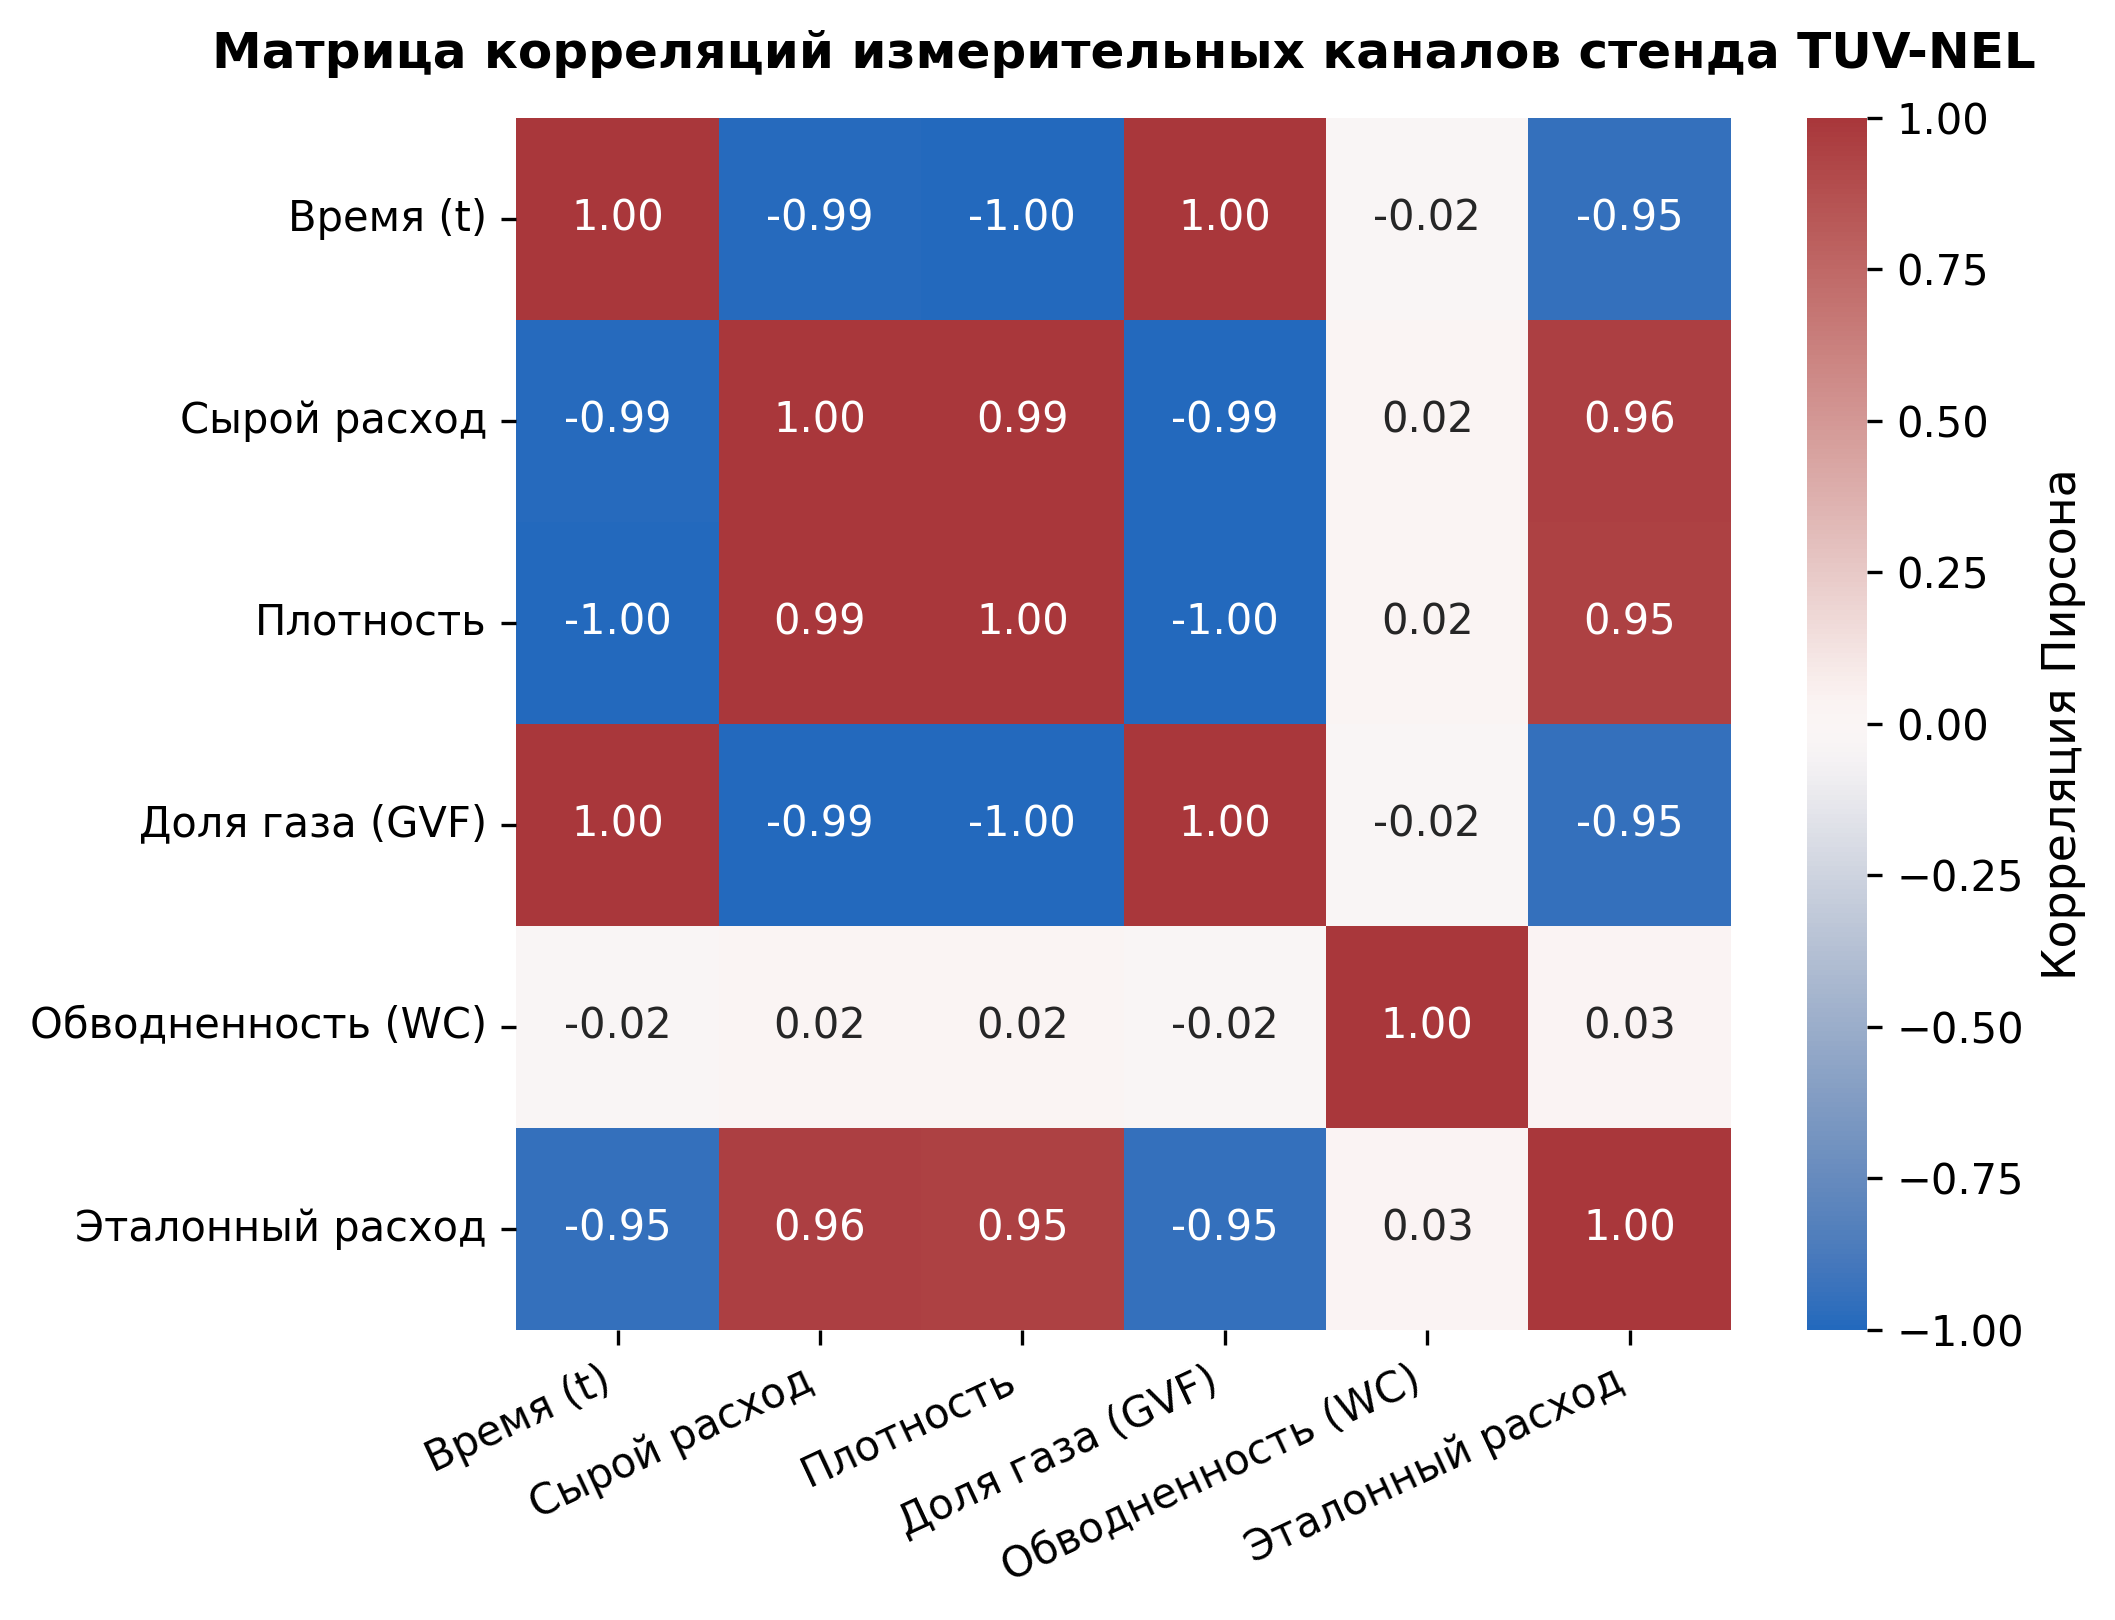 Матрица корреляций измерительных каналов стенда TUV-NEL
Время (t) 1.00 -0.99 -1.00 1.00 -0.02 -0.95
Сырой расход -0.99 1.00 0.99 -0.99 0.02 0.96
Плотность -1.00 0.99 1.00 -1.00 0.02 0.95
Доля газа (GVF) 1.00 -0.99 -1.00 1.00 -0.02 -0.95
Обводненность (WC) -0.02 0.02 0.02 -0.02 1.00 0.03
Эталонный расход -0.95 0.96 0.95 -0.95 0.03 1.00
Время (t)
Сырой расход
Плотность
Доля газа (GVF)
Обводненность (WC)
Эталонный расход
1.00
0.75
0.50
0.25
0.00
−0.25
−0.50
−0.75
−1.00
Корреляция Пирсона